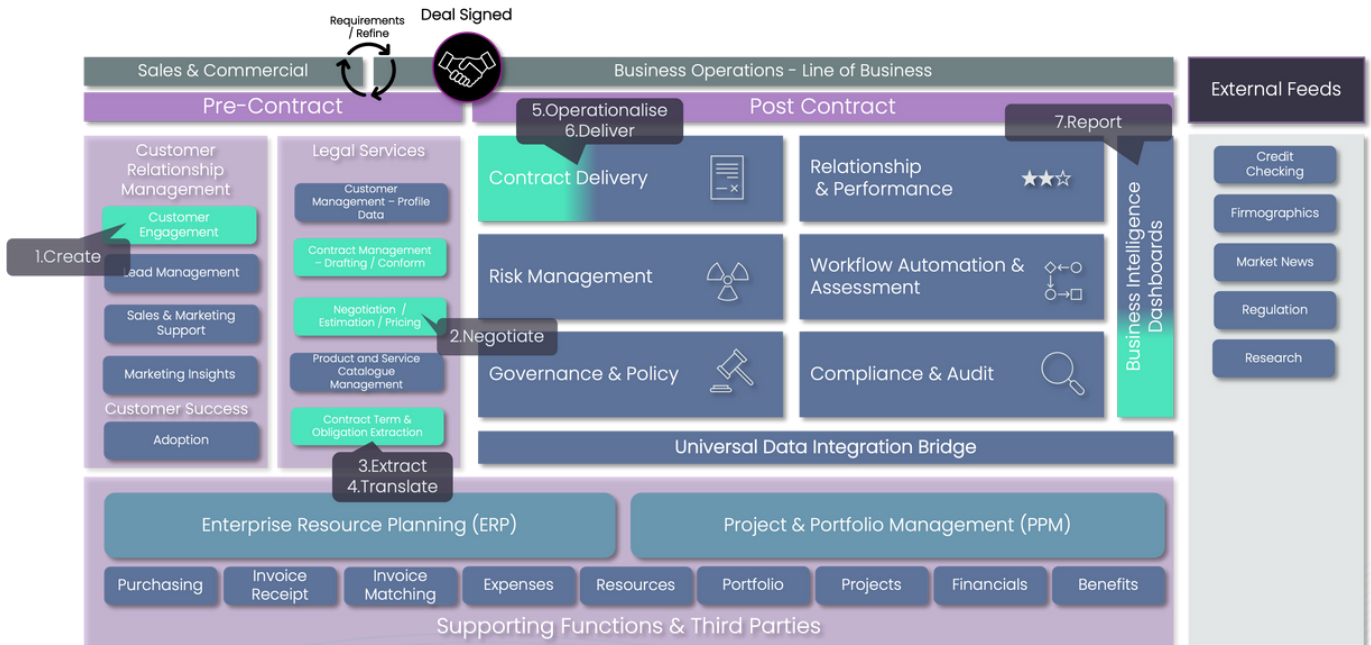 Requirements
/ Refine
Deal Signed
Sales & Commercial
Business Operations - Line of Business
External Feeds
Pre-Contract
Post Contract
5.Operationalise
6.Deliver
7.Report
Customer
Relationship
Management
Customer
Engagement
1.Create
Lead Management
Sales & Marketing
Support
Marketing Insights
Customer Success
Adoption
Legal Services
Customer
Management – Profile
Data
Contract Management
– Drafting / Conform
Negotiation /
Estimation / Pricing
2.Negotiate
Product and Service
Catalogue
Management
Contract Term &
Obligation Extraction
3.Extract
4.Translate
Contract Delivery
Relationship
& Performance
Risk Management
Workflow Automation &
Assessment
Governance & Policy
Compliance & Audit
Business Intelligence
Dashboards
Universal Data Integration Bridge
Credit
Checking
Firmographics
Market News
Regulation
Research
Enterprise Resource Planning (ERP)
Project & Portfolio Management (PPM)
Purchasing
Invoice
Receipt
Invoice
Matching
Expenses
Resources
Portfolio
Projects
Financials
Benefits
Supporting Functions & Third Parties